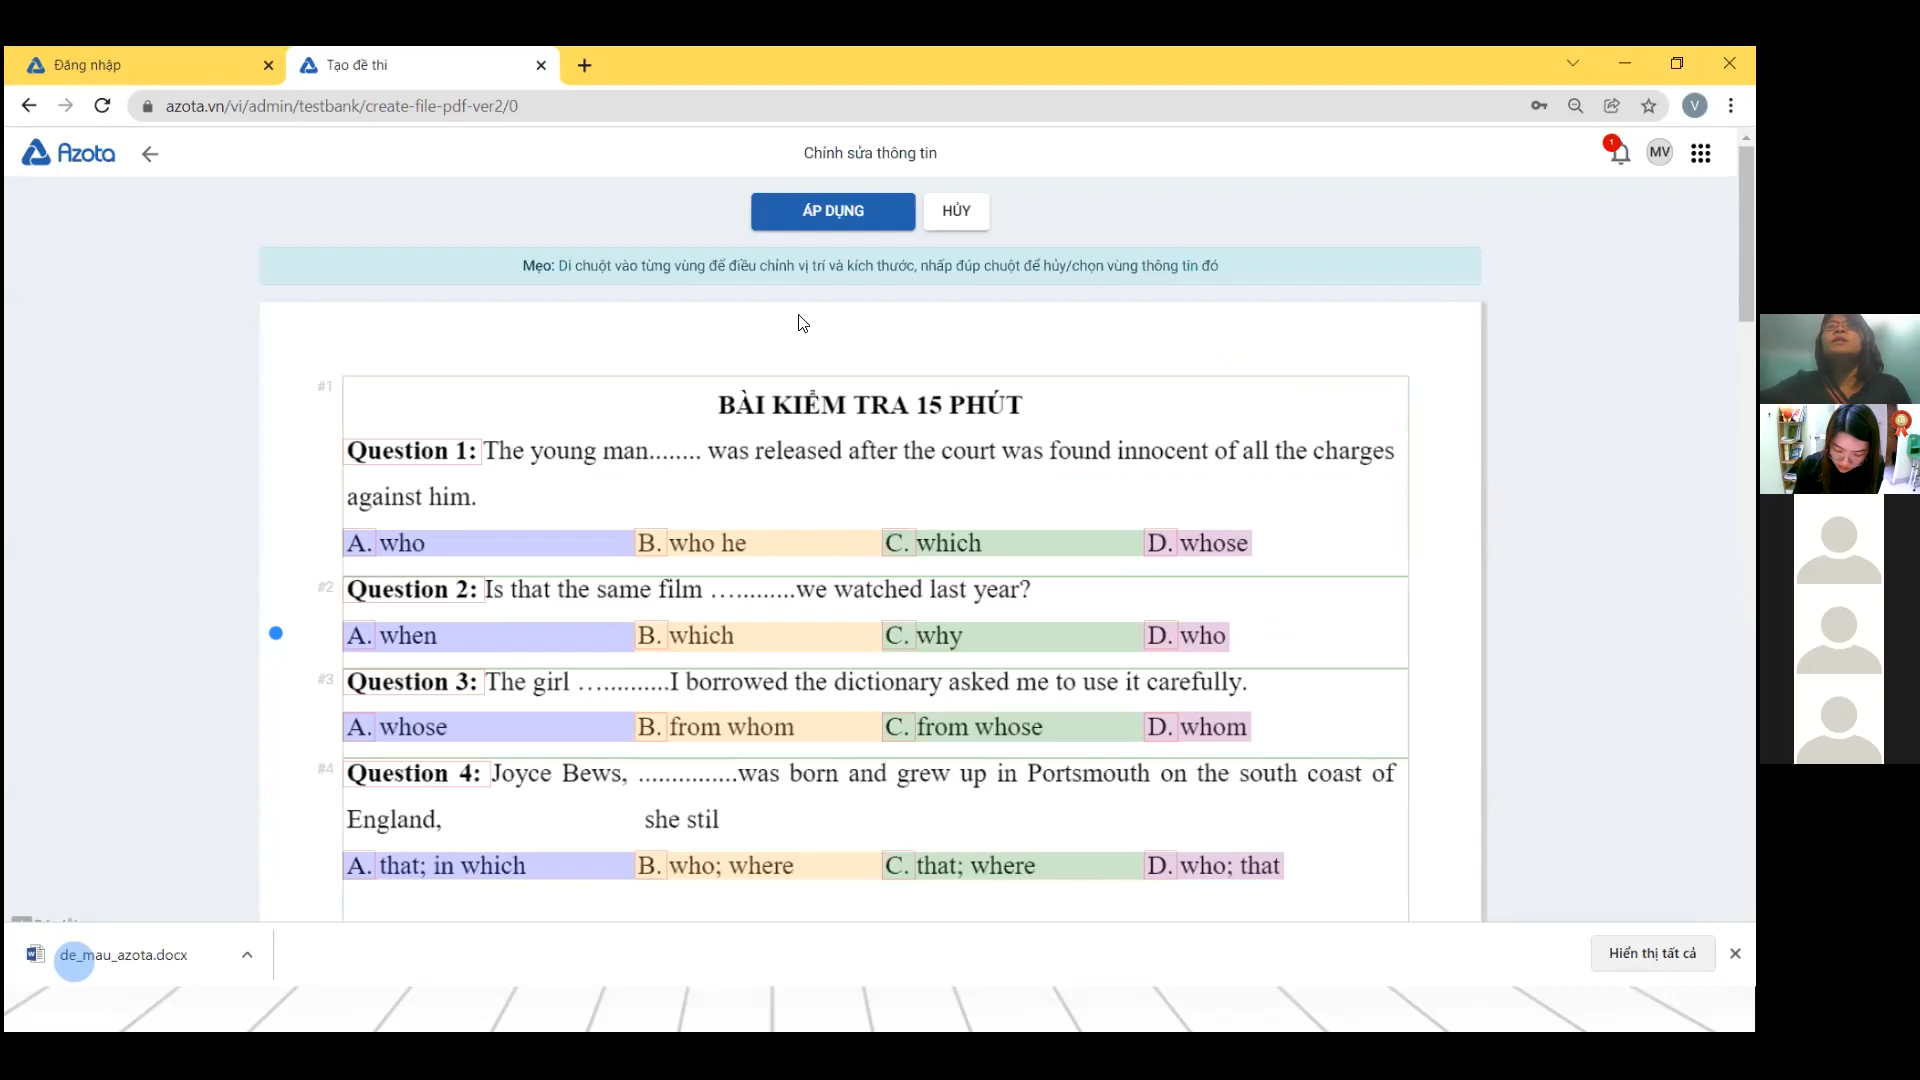 Đăng nhập
Tạo đề thi
azota.vn/vi/admin/testbank/create-file-pdf-ver2/0
V
Azota
Chỉnh sửa thông tin
1
MV
ÁP DỤNG
HỦY
Mẹo: Di chuột vào từng vùng để điều chỉnh vị trí và kích thước, nhấp đúp chuột để hủy/chọn vùng thông tin đó
#1
BÀI KIỂM TRA 15 PHÚT
Question 1: The young man........ was released after the court was found innocent of all the charges
against him.
A. who B. who he C. which D. whose
#2
Question 2: Is that the same film ….........we watched last year?
A. when B. which C. why D. who
#3
Question 3: The girl …..........I borrowed the dictionary asked me to use it carefully.
A. whose B. from whom C. from whose D. whom
#4
Question 4: Joyce Bews, ...............was born and grew up in Portsmouth on the south coast of
England, she stil
A. that; in which B. who; where C. that; where D. who; that
de_mau_azota.docx
Hiển thị tất cả